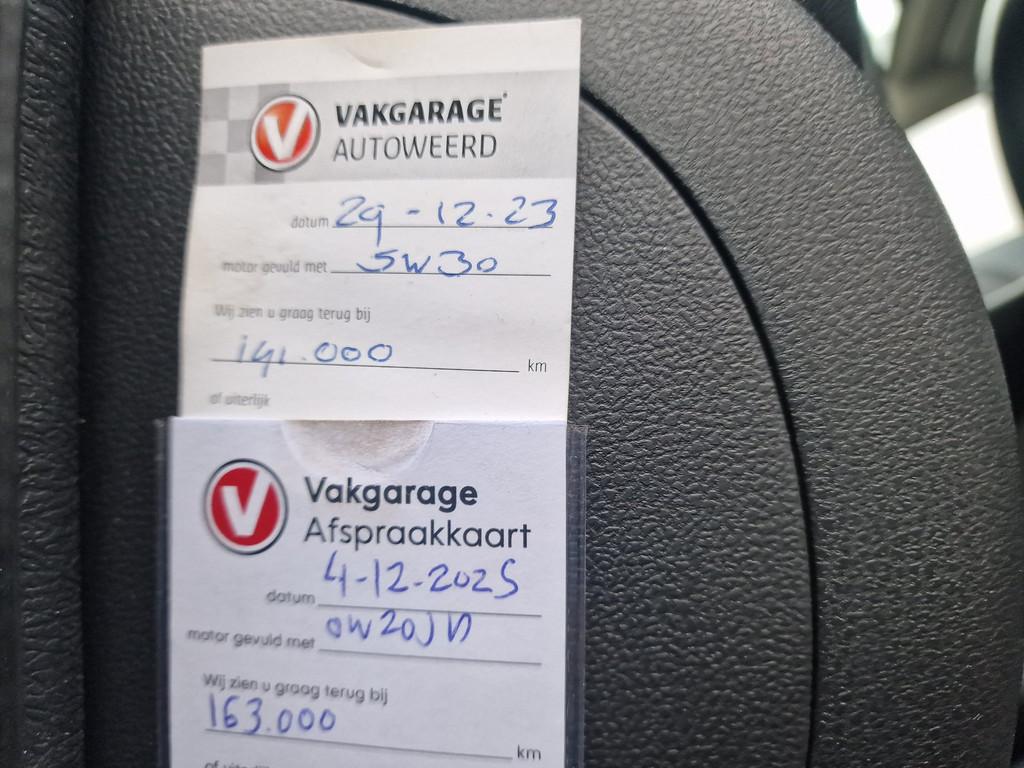 VAKGARAGE
AUTOWEERD
datum 29-12-23
motor gevuld met 5W30
Wij zien u graag terug bij
141.000 km
of uiterlijk
Vakgarage
Afspraakkaart
datum 4-12-2025
motor gevuld met 0W20JD
Wij zien u graag terug bij
163.000 km